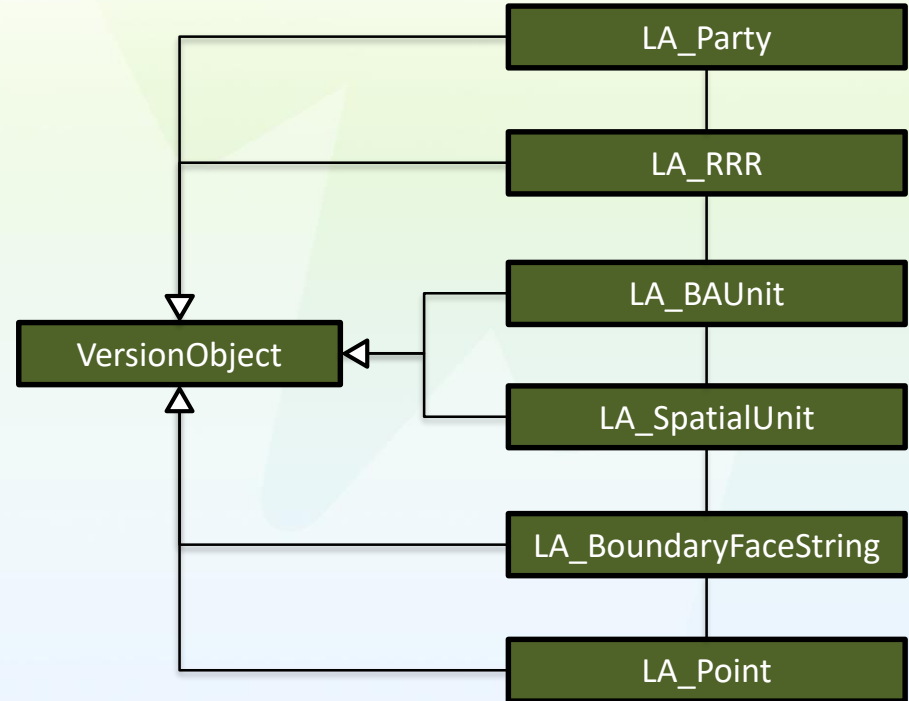 LA_Party
LA_RRR
LA_BAUnit
VersionObject
LA_SpatialUnit
LA_BoundaryFaceString
LA_Point